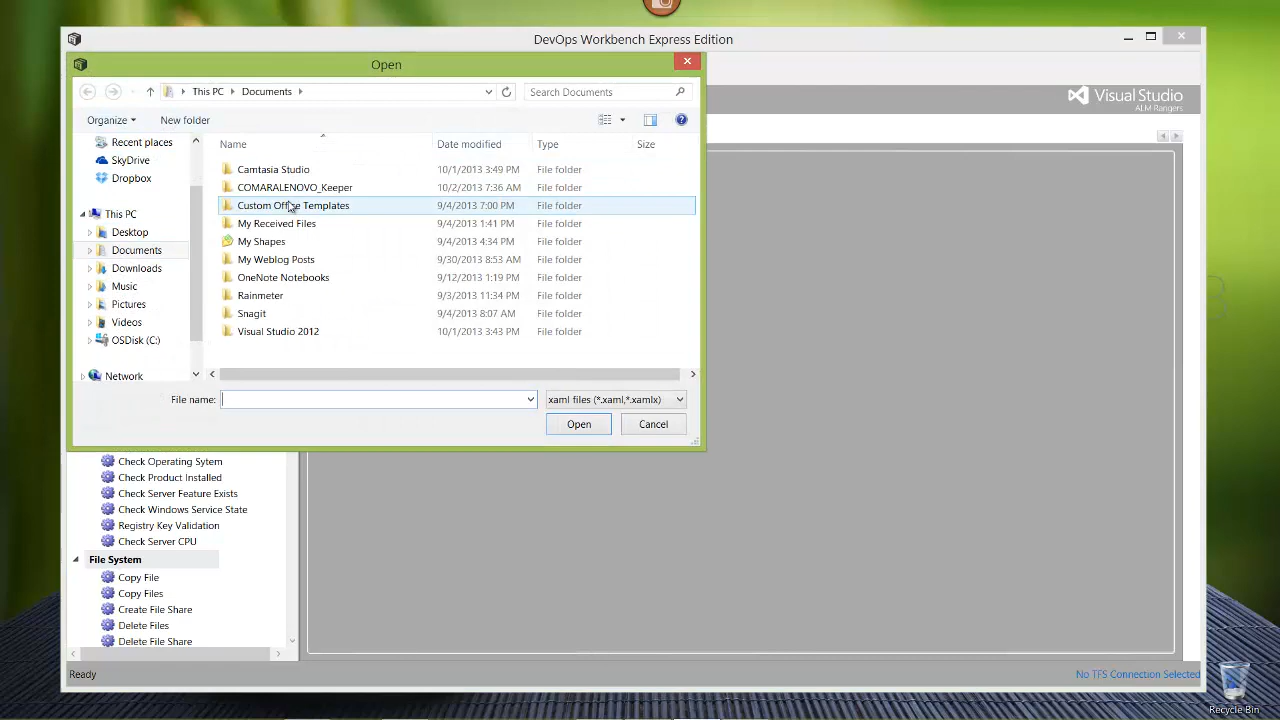 DevOps Workbench Express Edition
Open
This PC Documents
Search Documents
Organize New folder
Name Date modified Type Size
Recent places
SkyDrive
Dropbox
This PC
Desktop
Documents
Downloads
Music
Pictures
Videos
OSDisk (C:)
Network
Camtasia Studio 10/1/2013 3:49 PM File folder
COMARALENOVO_Keeper 10/2/2013 7:36 AM File folder
Custom Office Templates 9/4/2013 7:00 PM File folder
My Received Files 9/4/2013 1:41 PM File folder
My Shapes 9/4/2013 4:34 PM File folder
My Weblog Posts 9/30/2013 8:53 AM File folder
OneNote Notebooks 9/12/2013 1:19 PM File folder
Rainmeter 9/3/2013 11:34 PM File folder
Snagit 9/4/2013 8:07 AM File folder
Visual Studio 2012 10/1/2013 3:43 PM File folder
File name: xaml files (*.xaml,*.xamlx)
Open Cancel
Visual Studio
ALM Rangers
Check Operating Sytem
Check Product Installed
Check Server Feature Exists
Check Windows Service State
Registry Key Validation
Check Server CPU
File System
Copy File
Copy Files
Create File Share
Delete Files
Delete File Share
Ready
No TFS Connection Selected
Recycle Bin